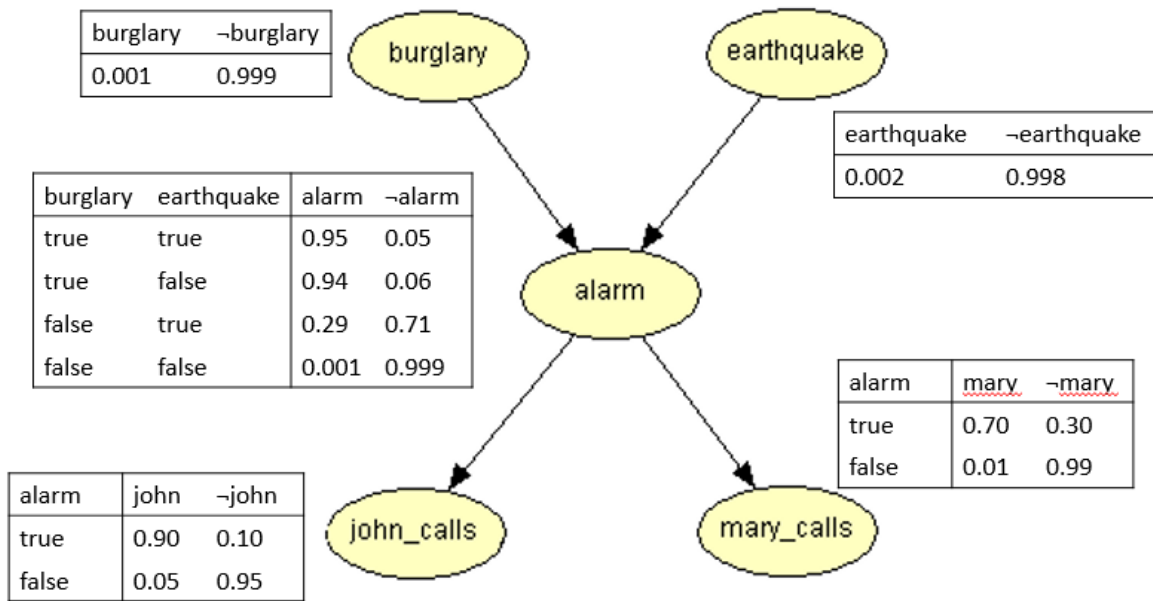 burglary ¬burglary
0.001 0.999
burglary
earthquake
earthquake ¬earthquake
0.002 0.998
burglary earthquake alarm ¬alarm
true true 0.95 0.05
true false 0.94 0.06
false true 0.29 0.71
false false 0.001 0.999
alarm
alarm mary ¬mary
true 0.70 0.30
false 0.01 0.99
alarm john ¬john
true 0.90 0.10
false 0.05 0.95
john_calls
mary_calls